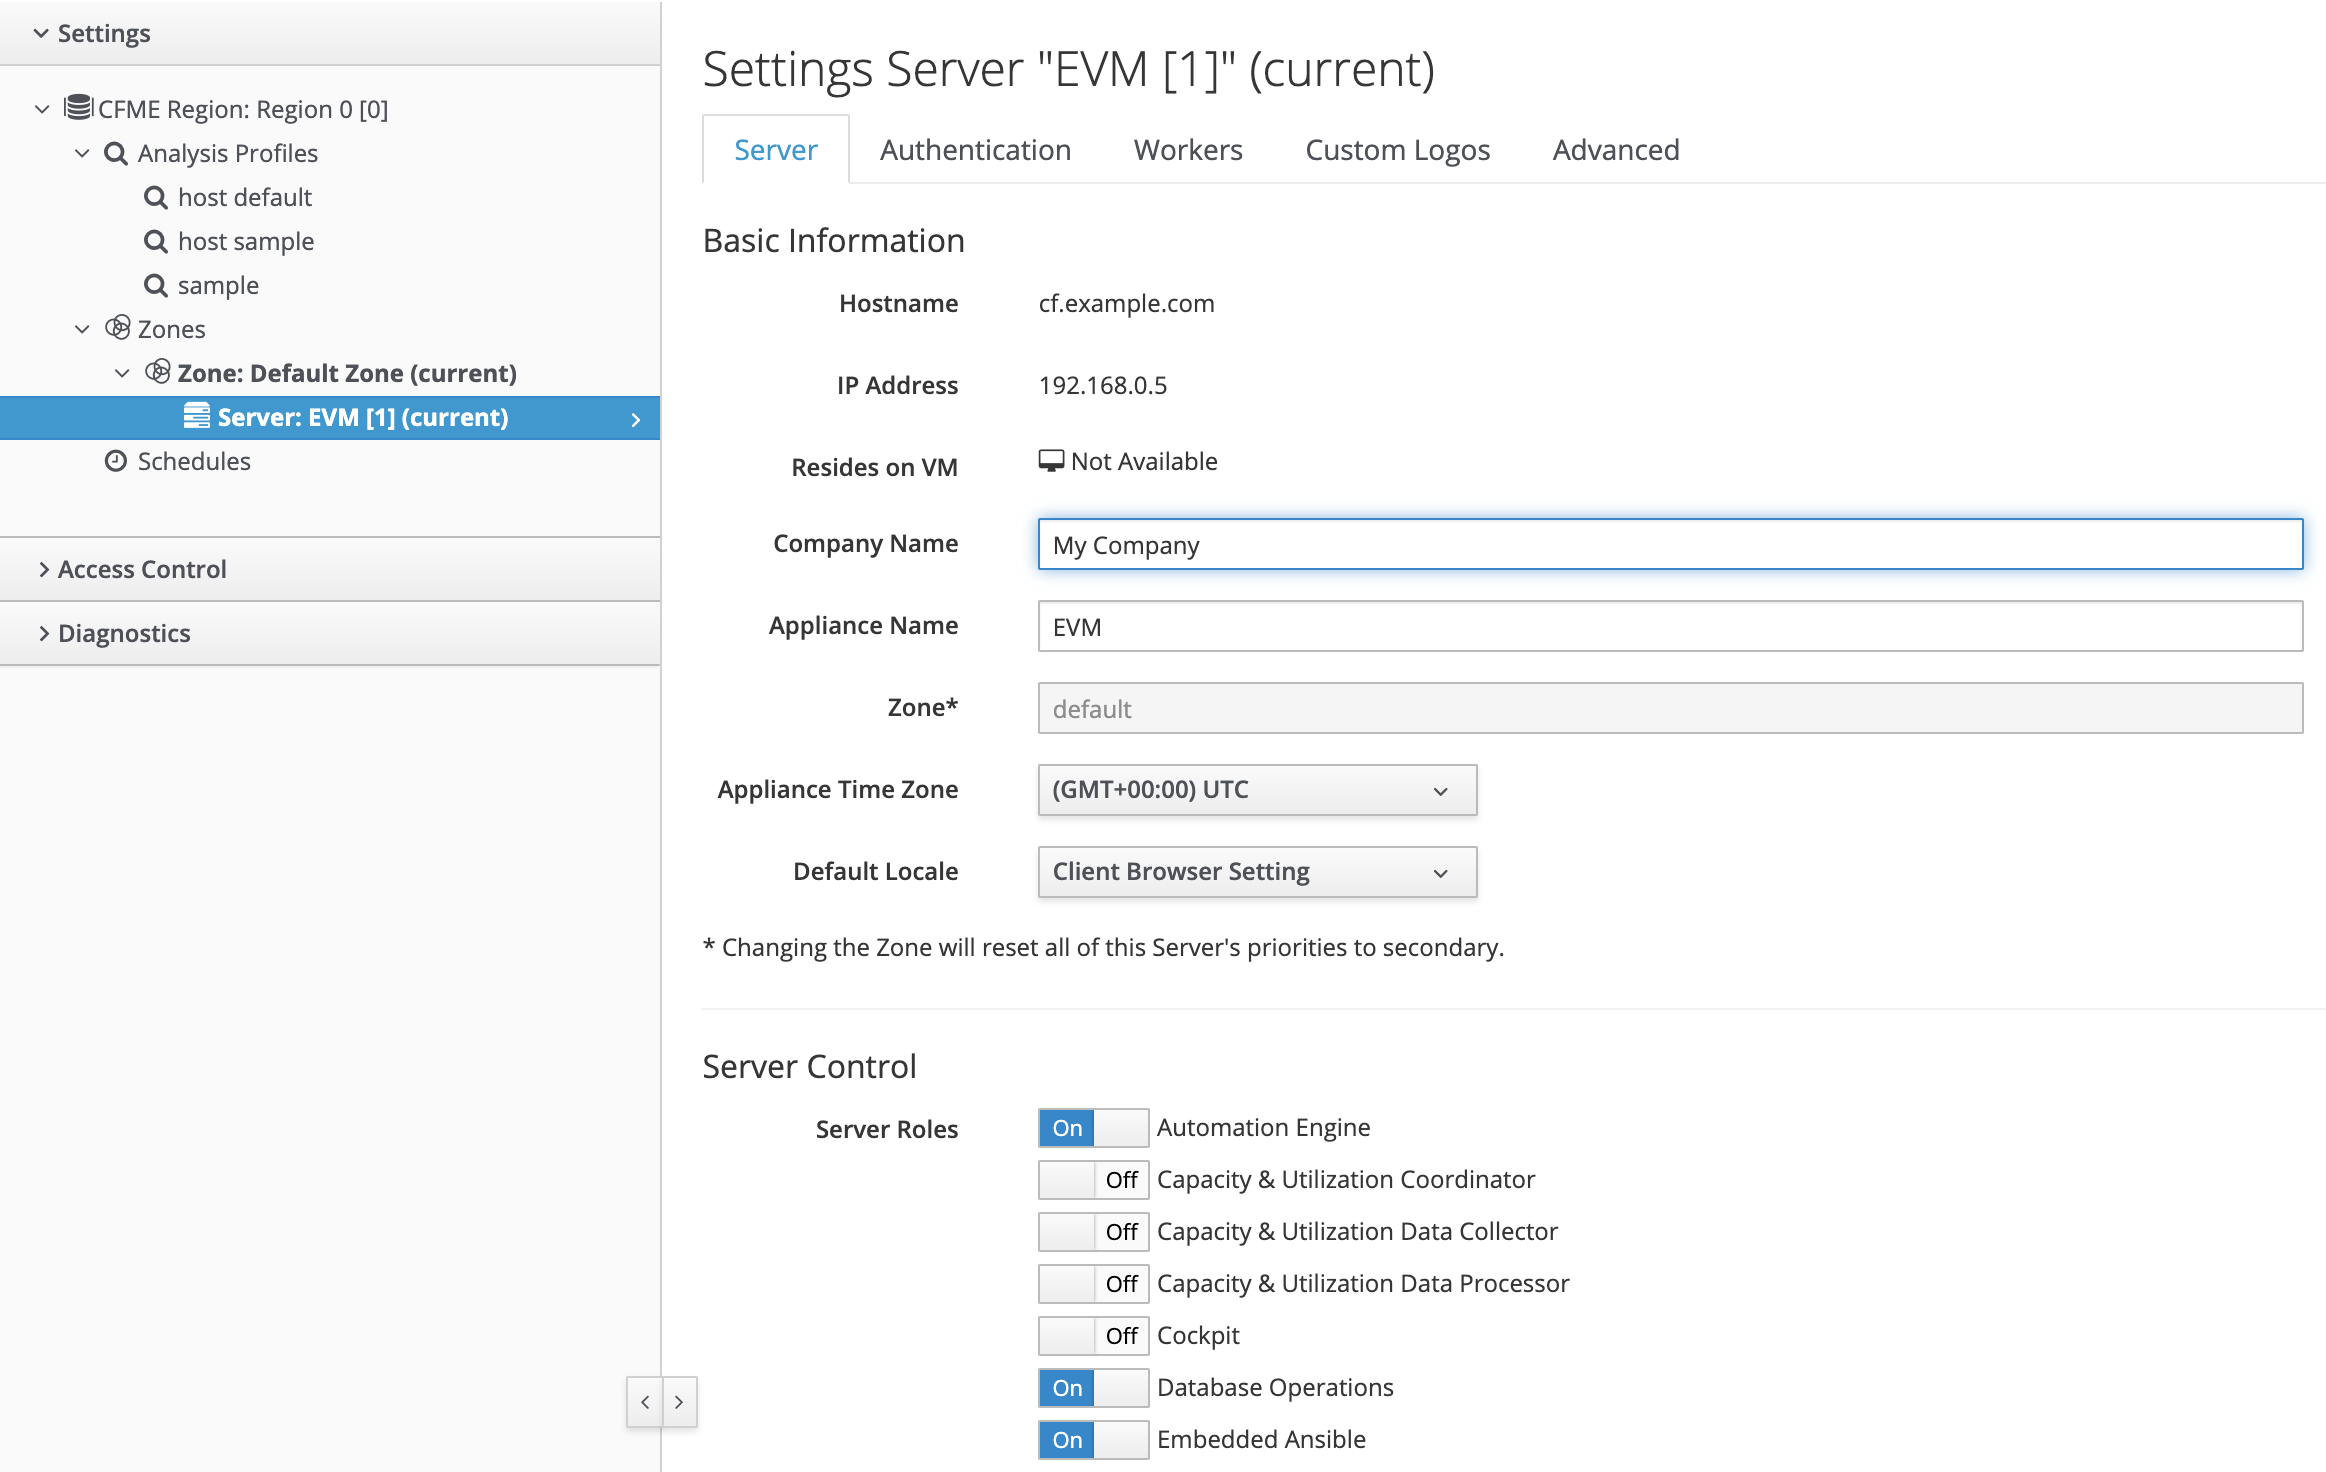 Settings
CFME Region: Region 0 [0]
Analysis Profiles
host default
host sample
sample
Zones
Zone: Default Zone (current)
Server: EVM [1] (current)
Schedules
Access Control
Diagnostics
Settings Server "EVM [1]" (current)
Server Authentication Workers Custom Logos Advanced
Basic Information
Hostname cf.example.com
IP Address 192.168.0.5
Resides on VM Not Available
Company Name My Company
Appliance Name EVM
Zone* default
Appliance Time Zone (GMT+00:00) UTC
Default Locale Client Browser Setting
* Changing the Zone will reset all of this Server's priorities to secondary.
Server Control
Server Roles On Automation Engine
Off Capacity & Utilization Coordinator
Off Capacity & Utilization Data Collector
Off Capacity & Utilization Data Processor
Off Cockpit
On Database Operations
On Embedded Ansible